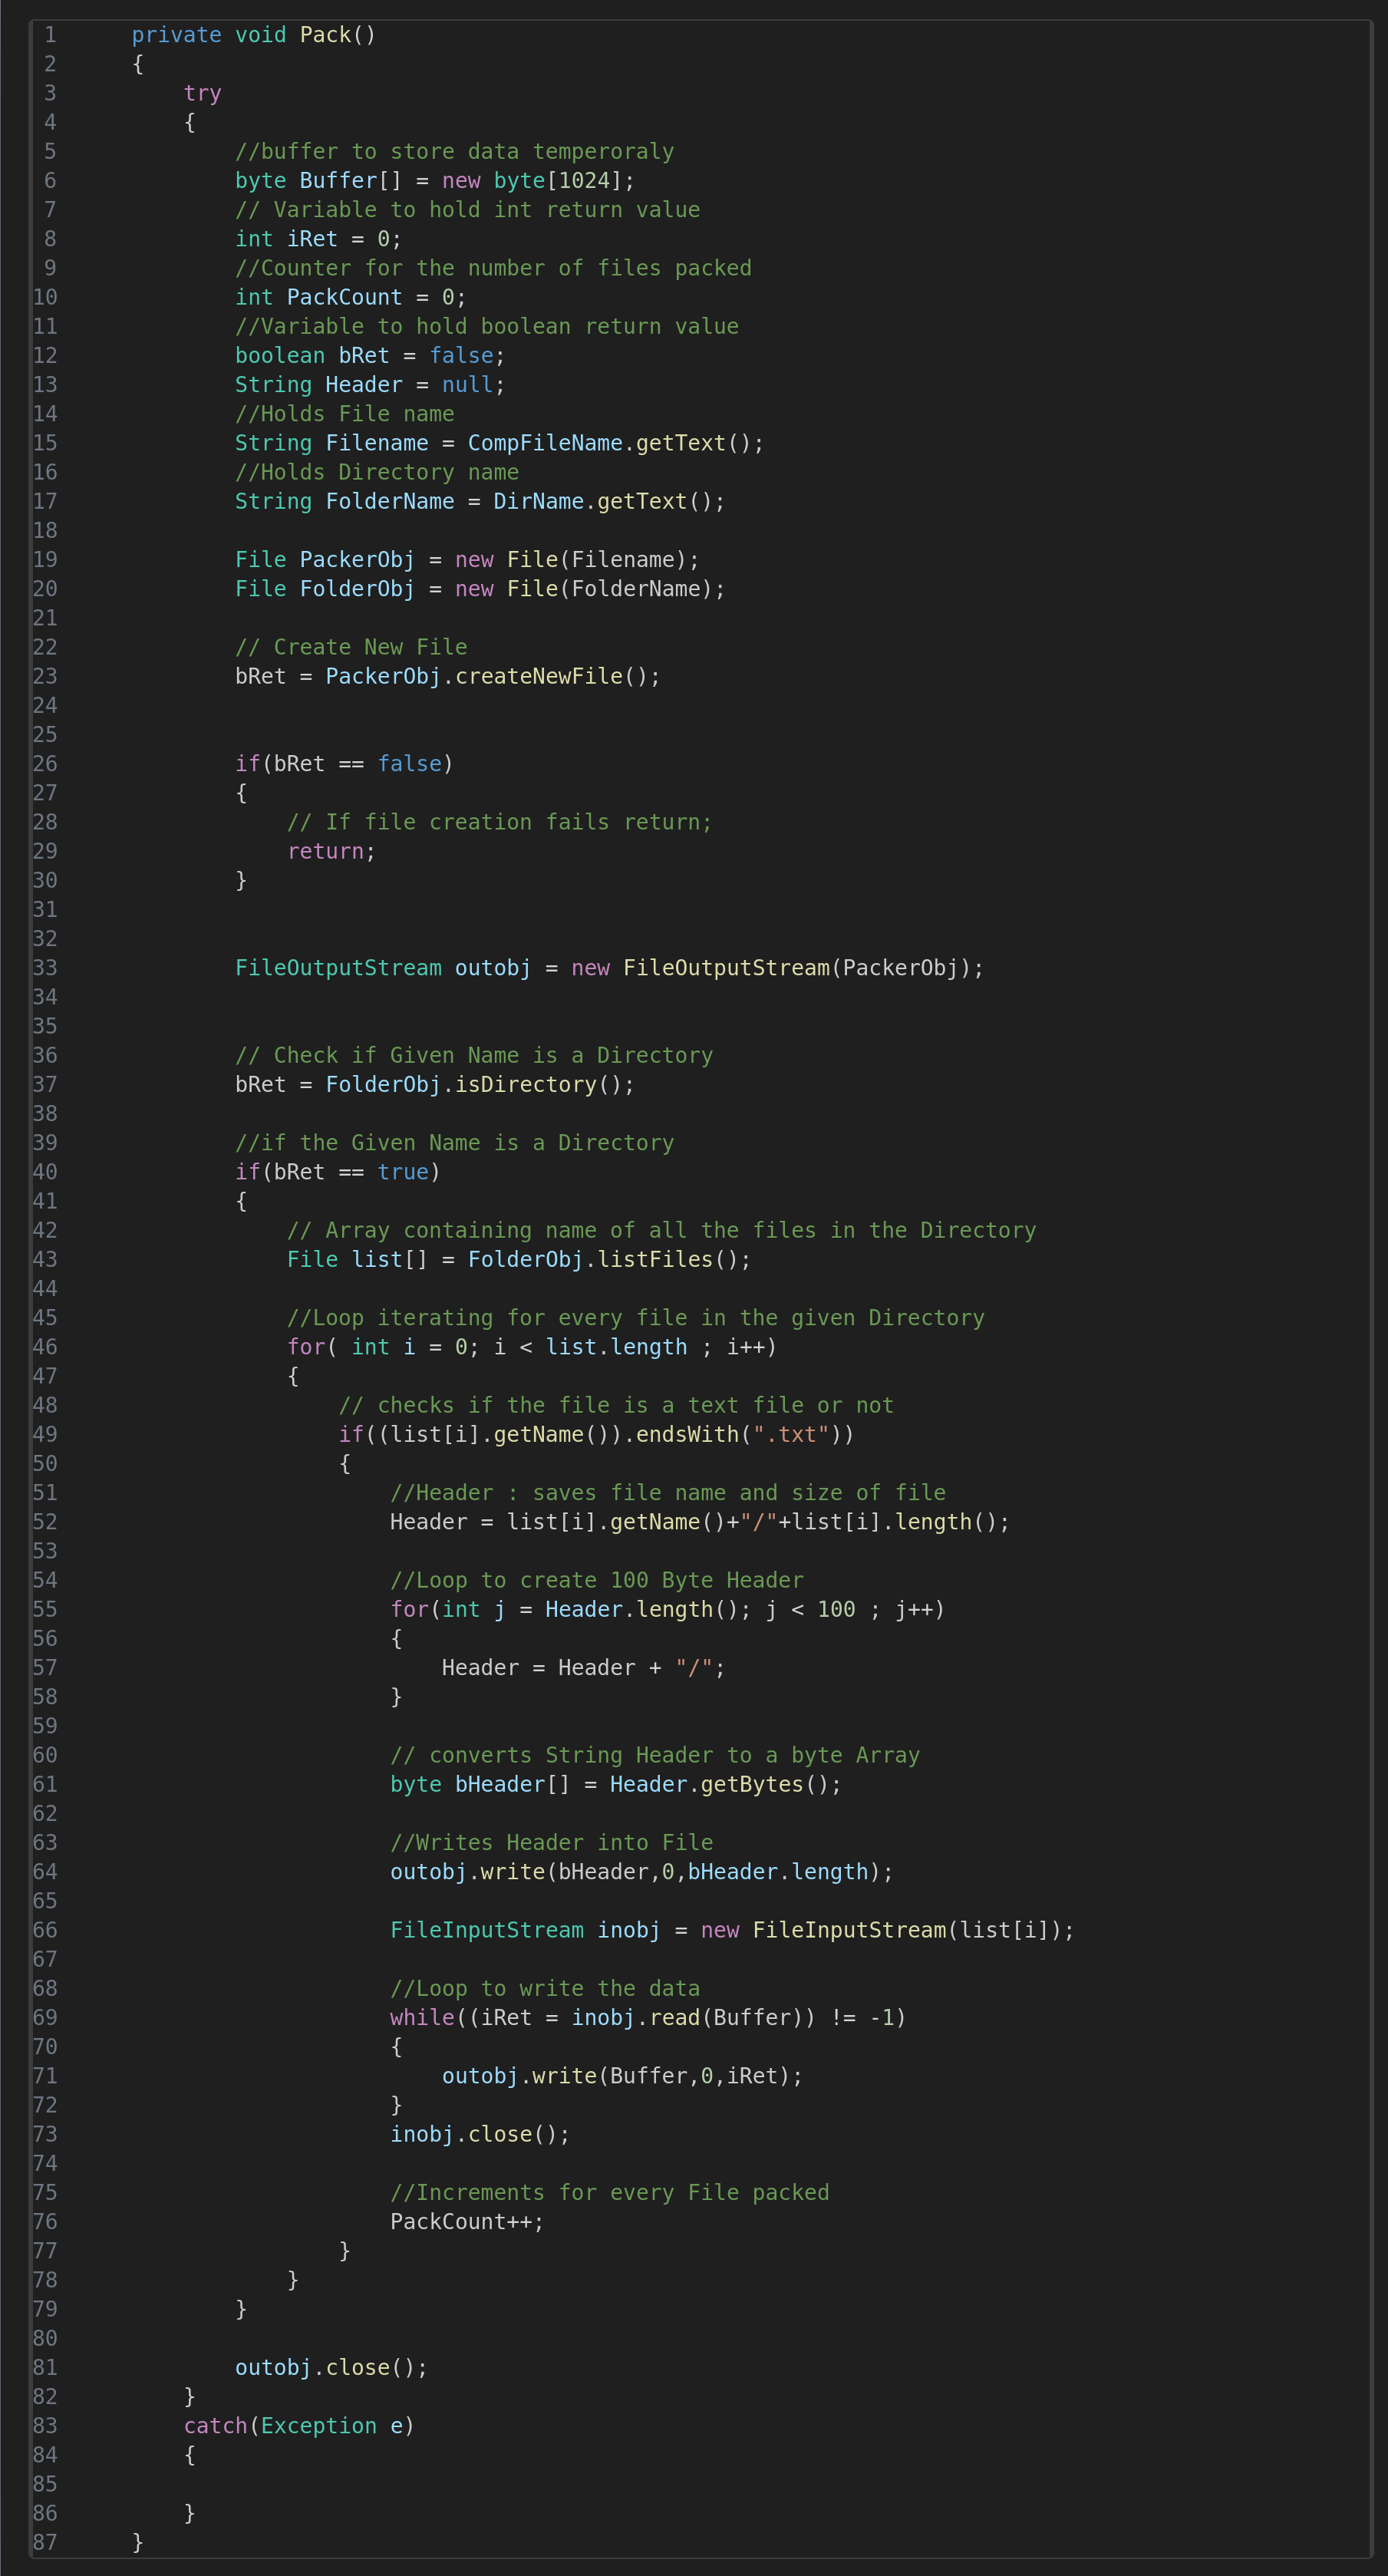 1 private void Pack()
2 {
3 try
4 {
5 //buffer to store data temperoraly
6 byte Buffer[] = new byte[1024];
7 // Variable to hold int return value
8 int iRet = 0;
9 //Counter for the number of files packed
10 int PackCount = 0;
11 //Variable to hold boolean return value
12 boolean bRet = false;
13 String Header = null;
14 //Holds File name
15 String Filename = CompFileName.getText();
16 //Holds Directory name
17 String FolderName = DirName.getText();
18
19 File PackerObj = new File(Filename);
20 File FolderObj = new File(FolderName);
21
22 // Create New File
23 bRet = PackerObj.createNewFile();
24
25
26 if(bRet == false)
27 {
28 // If file creation fails return;
29 return;
30 }
31
32
33 FileOutputStream outobj = new FileOutputStream(PackerObj);
34
35
36 // Check if Given Name is a Directory
37 bRet = FolderObj.isDirectory();
38
39 //if the Given Name is a Directory
40 if(bRet == true)
41 {
42 // Array containing name of all the files in the Directory
43 File list[] = FolderObj.listFiles();
44
45 //Loop iterating for every file in the given Directory
46 for( int i = 0; i < list.length ; i++)
47 {
48 // checks if the file is a text file or not
49 if((list[i].getName()).endsWith(".txt"))
50 {
51 //Header : saves file name and size of file
52 Header = list[i].getName()+"/"+list[i].length();
53
54 //Loop to create 100 Byte Header
55 for(int j = Header.length(); j < 100 ; j++)
56 {
57 Header = Header + "/";
58 }
59
60 // converts String Header to a byte Array
61 byte bHeader[] = Header.getBytes();
62
63 //Writes Header into File
64 outobj.write(bHeader,0,bHeader.length);
65
66 FileInputStream inobj = new FileInputStream(list[i]);
67
68 //Loop to write the data
69 while((iRet = inobj.read(Buffer)) != -1)
70 {
71 outobj.write(Buffer,0,iRet);
72 }
73 inobj.close();
74
75 //Increments for every File packed
76 PackCount++;
77 }
78 }
79 }
80
81 outobj.close();
82 }
83 catch(Exception e)
84 {
85
86 }
87 }